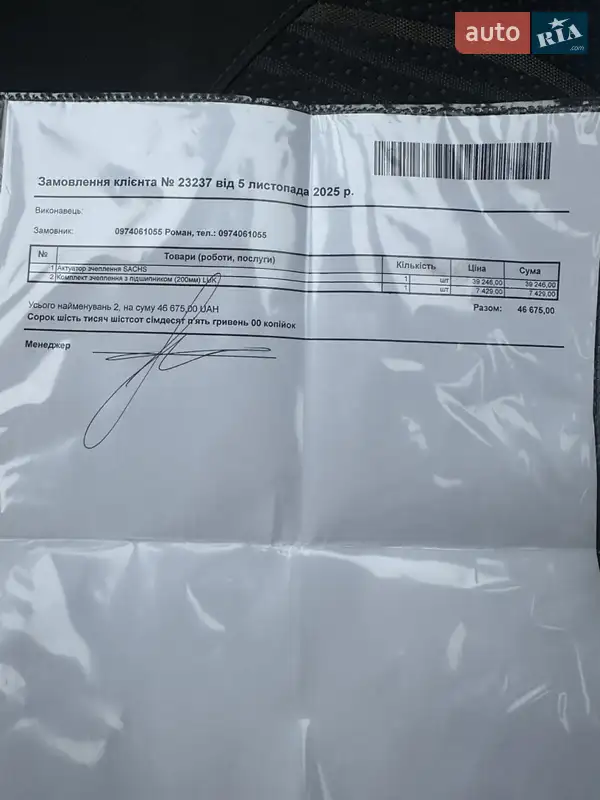 auto RIA .com
Замовлення клієнта № 23237 від 5 листопада 2025 р.
Виконавець:
Замовник: 0974061055 Роман, тел.: 0974061055
№ Товари (роботи, послуги) Кількість Ціна Сума
1 Актуатор зчеплення SACHS 1 шт 39 246,00 39 246,00
2 Комплект зчеплення з підшипником (200мм) LUK 1 шт 7 429,00 7 429,00
Разом: 46 675,00
Усього найменувань 2, на суму 46 675,00 UAH
Сорок шість тисяч шістсот сімдесят п'ять гривень 00 копійок
Менеджер